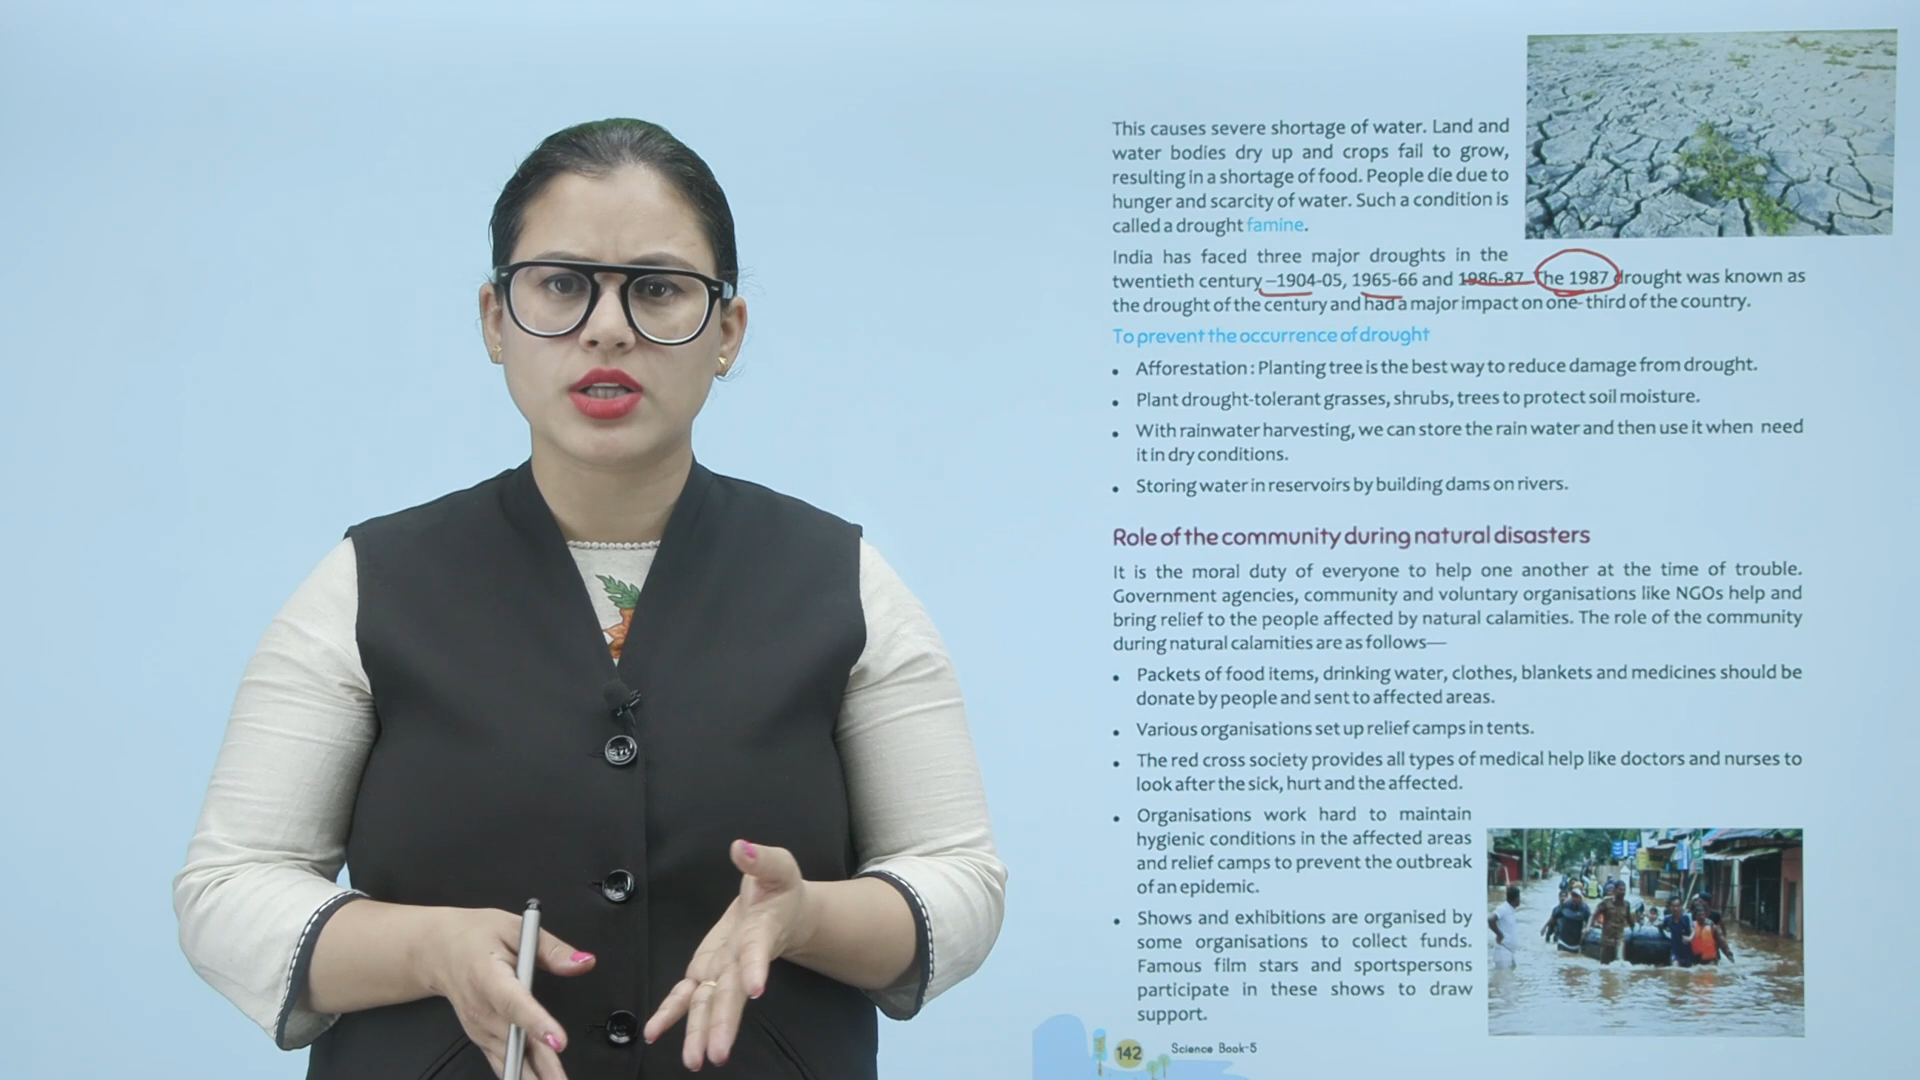 This causes severe shortage of water. Land and
water bodies dry up and crops fail to grow,
resulting in a shortage of food. People die due to
hunger and scarcity of water. Such a condition is
called a drought famine.
India has faced three major droughts in the
twentieth century –1904-05, 1965-66 and 1986-87. The 1987 drought was known as
the drought of the century and had a major impact on one- third of the country.
To prevent the occurrence of drought
• Afforestation : Planting tree is the best way to reduce damage from drought.
• Plant drought-tolerant grasses, shrubs, trees to protect soil moisture.
• With rainwater harvesting, we can store the rain water and then use it when need
it in dry conditions.
• Storing water in reservoirs by building dams on rivers.
Role of the community during natural disasters
It is the moral duty of everyone to help one another at the time of trouble.
Government agencies, community and voluntary organisations like NGOs help and
bring relief to the people affected by natural calamities. The role of the community
during natural calamities are as follows—
• Packets of food items, drinking water, clothes, blankets and medicines should be
donate by people and sent to affected areas.
• Various organisations set up relief camps in tents.
• The red cross society provides all types of medical help like doctors and nurses to
look after the sick, hurt and the affected.
• Organisations work hard to maintain
hygienic conditions in the affected areas
and relief camps to prevent the outbreak
of an epidemic.
• Shows and exhibitions are organised by
some organisations to collect funds.
Famous film stars and sportspersons
participate in these shows to draw
support.
142 Science Book-5